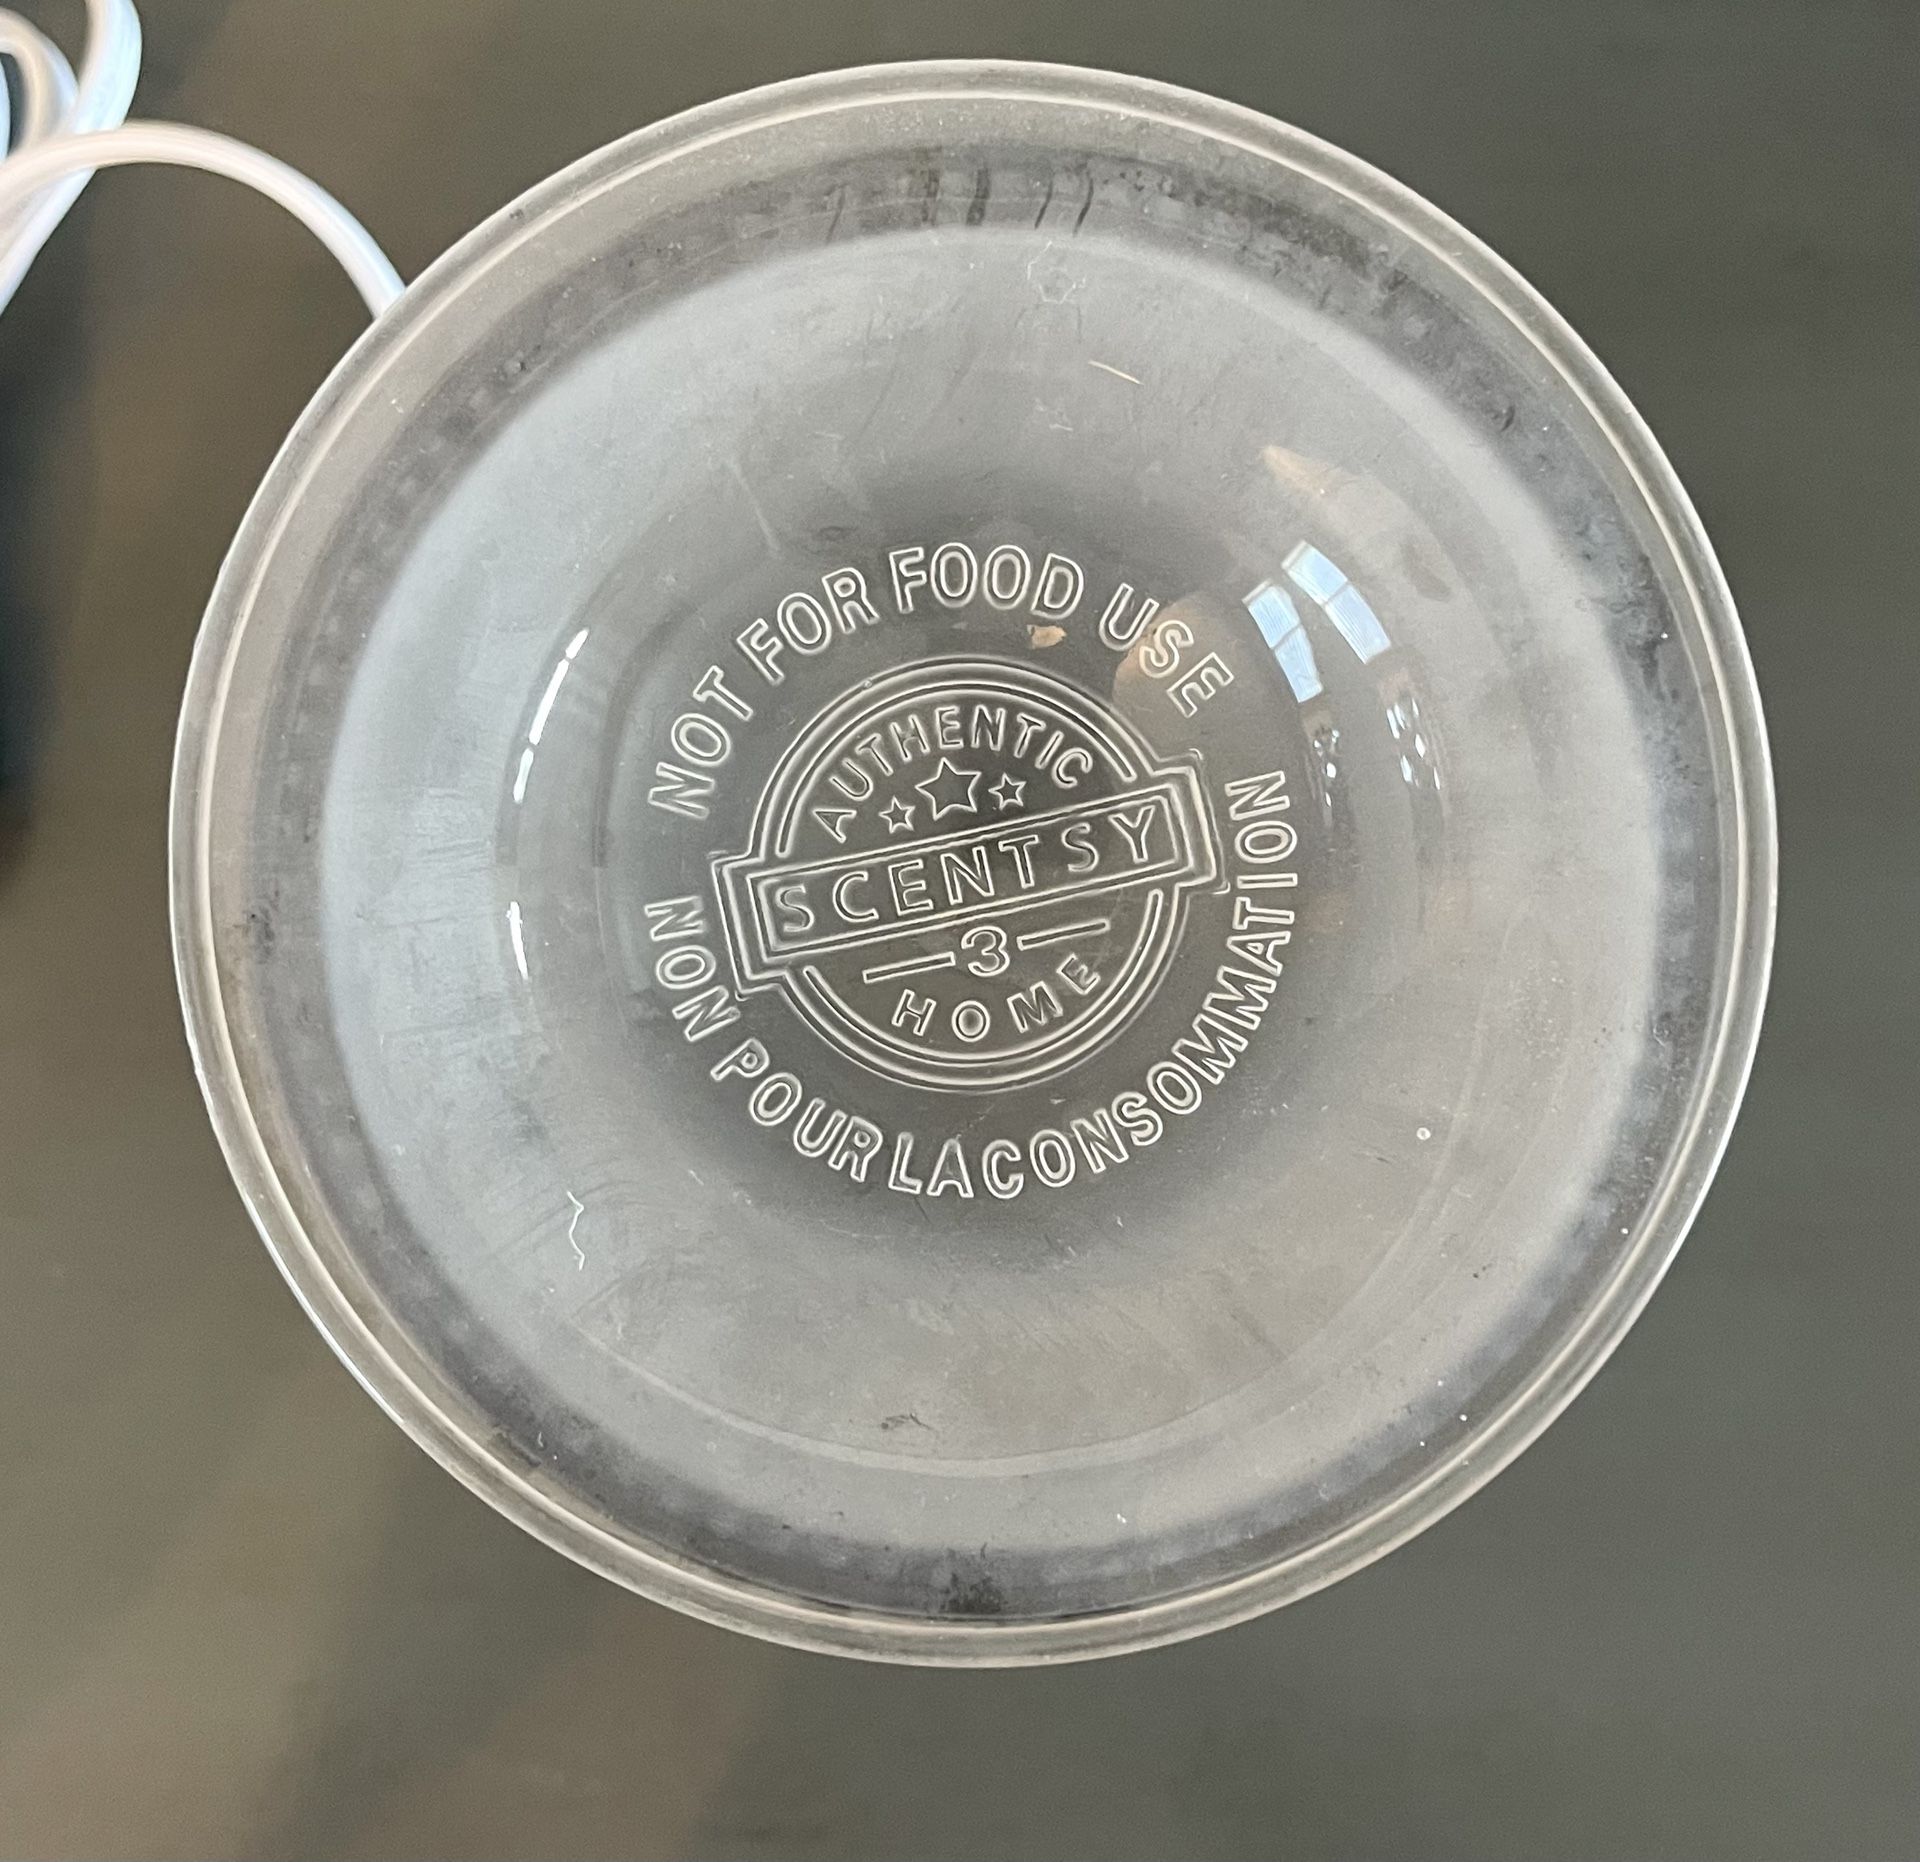 NOT FOR FOOD USE
AUTHENTIC
SCENTSY
3
HOME
NON POUR LA CONSOMMATION